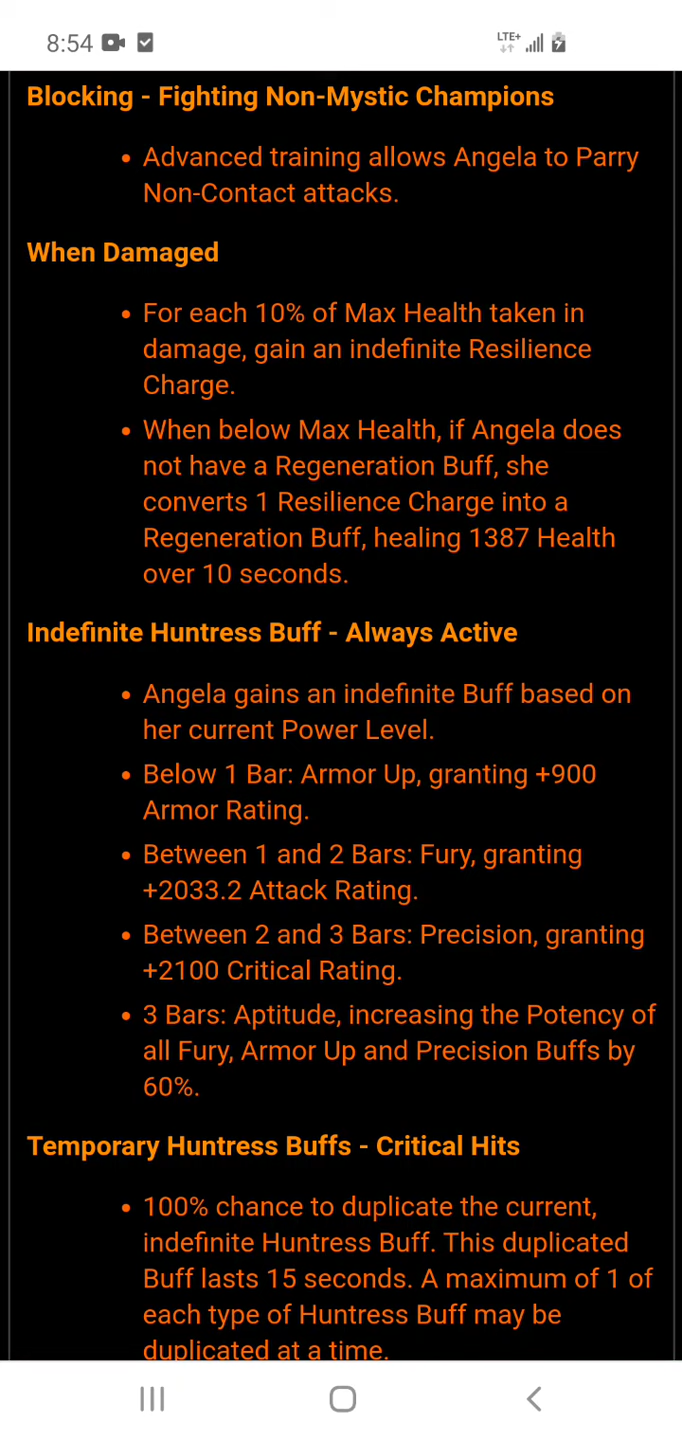 8:54
LTE+
Blocking - Fighting Non-Mystic Champions
• Advanced training allows Angela to Parry
Non-Contact attacks.
When Damaged
• For each 10% of Max Health taken in
damage, gain an indefinite Resilience
Charge.
• When below Max Health, if Angela does
not have a Regeneration Buff, she
converts 1 Resilience Charge into a
Regeneration Buff, healing 1387 Health
over 10 seconds.
Indefinite Huntress Buff - Always Active
• Angela gains an indefinite Buff based on
her current Power Level.
• Below 1 Bar: Armor Up, granting +900
Armor Rating.
• Between 1 and 2 Bars: Fury, granting
+2033.2 Attack Rating.
• Between 2 and 3 Bars: Precision, granting
+2100 Critical Rating.
• 3 Bars: Aptitude, increasing the Potency of
all Fury, Armor Up and Precision Buffs by
60%.
Temporary Huntress Buffs - Critical Hits
• 100% chance to duplicate the current,
indefinite Huntress Buff. This duplicated
Buff lasts 15 seconds. A maximum of 1 of
each type of Huntress Buff may be
duplicated at a time.